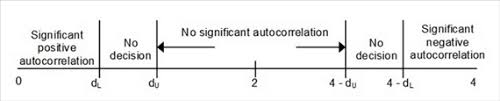 Significant
positive
autocorrelation
No
decision
No significant autocorrelation
No
decision
Significant
negative
autocorrelation
0 dL dU 2 4 - dU 4 - dL 4